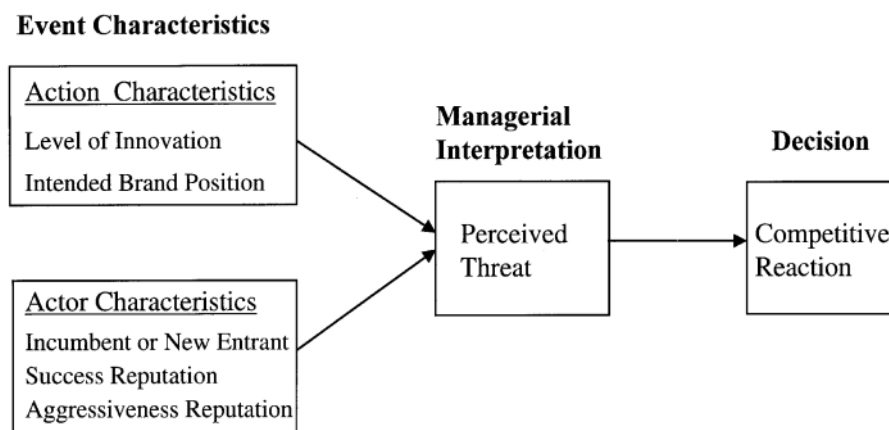 Event Characteristics
Action Characteristics
Level of Innovation
Intended Brand Position
Actor Characteristics
Incumbent or New Entrant
Success Reputation
Aggressiveness Reputation
Managerial
Interpretation
Perceived
Threat
Decision
Competitive
Reaction